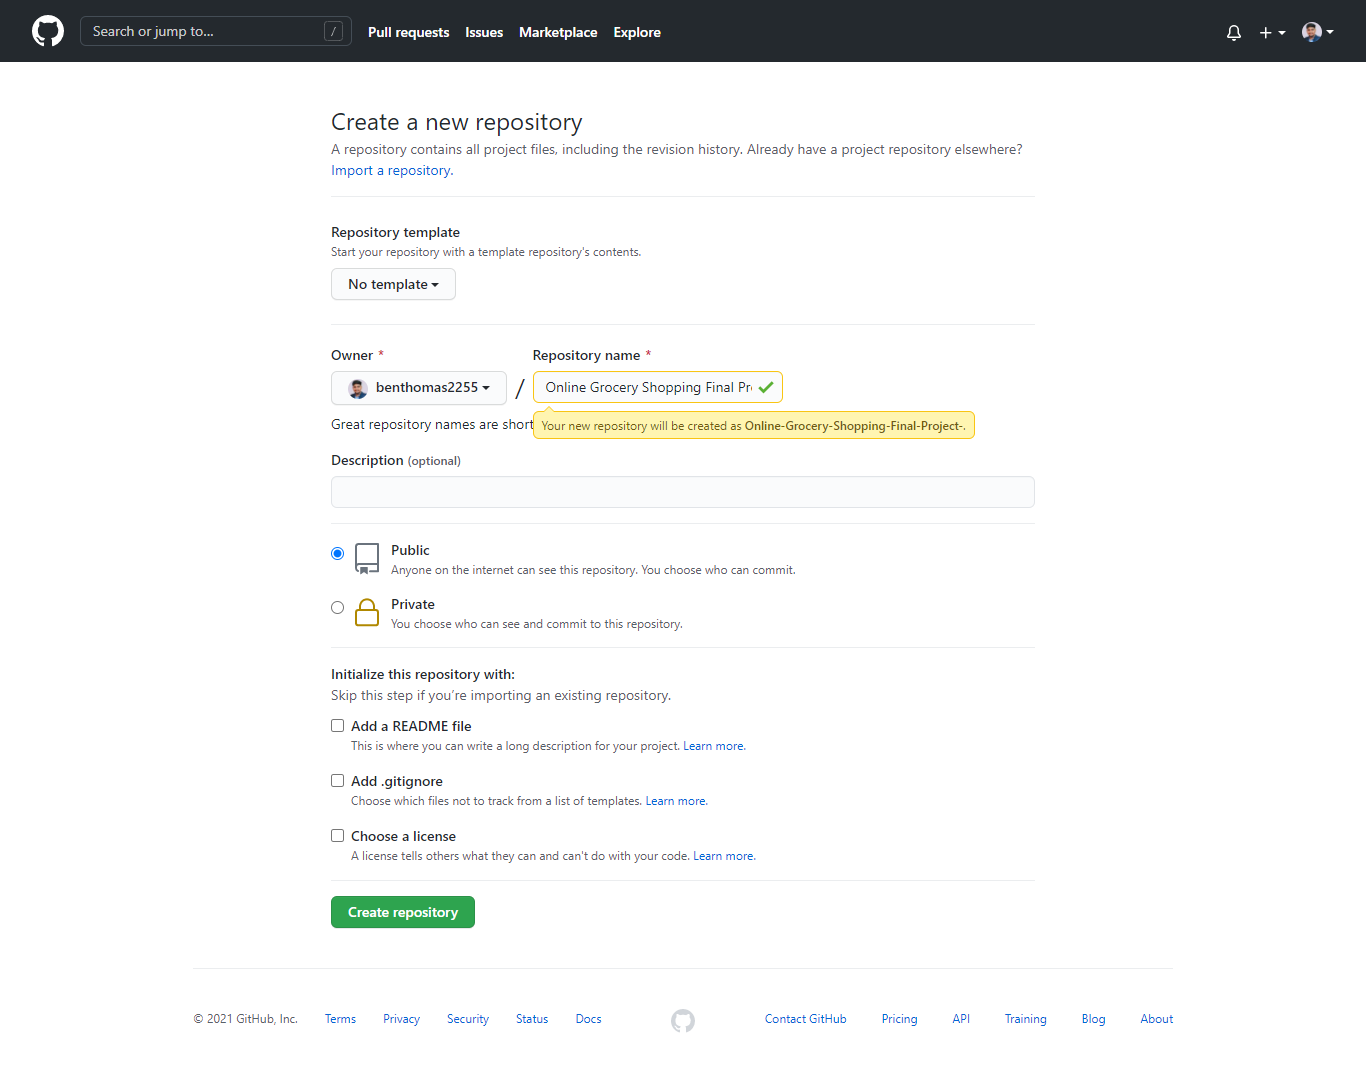 Search or jump to... /
Pull requests
Issues
Marketplace
Explore
Create a new repository
A repository contains all project files, including the revision history. Already have a project repository elsewhere?
Import a repository.
Repository template
Start your repository with a template repository's contents.
No template
Owner *
Repository name *
benthomas2255
/
Online Grocery Shopping Final Pr
Great repository names are short
Your new repository will be created as Online-Grocery-Shopping-Final-Project-.
Description (optional)
Public
Anyone on the internet can see this repository. You choose who can commit.
Private
You choose who can see and commit to this repository.
Initialize this repository with:
Skip this step if you’re importing an existing repository.
Add a README file
This is where you can write a long description for your project. Learn more.
Add .gitignore
Choose which files not to track from a list of templates. Learn more.
Choose a license
A license tells others what they can and can't do with your code. Learn more.
Create repository
© 2021 GitHub, Inc.
Terms
Privacy
Security
Status
Docs
Contact GitHub
Pricing
API
Training
Blog
About